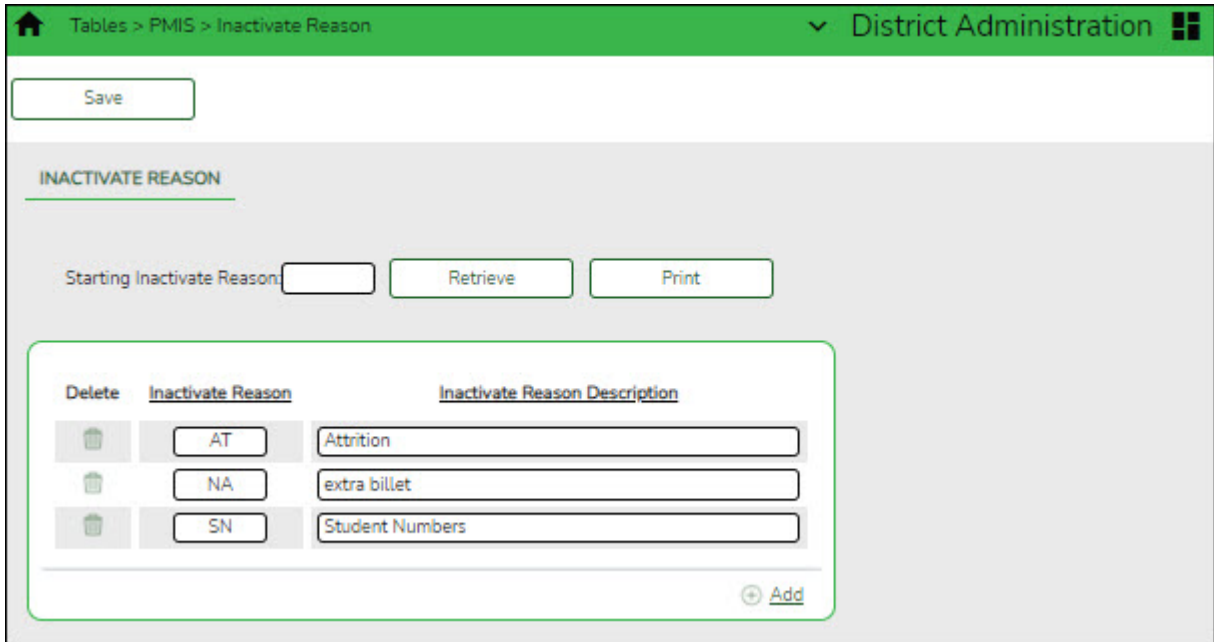 Tables > PMIS > Inactivate Reason District Administration
Save
INACTIVATE REASON
Starting Inactivate Reason: Retrieve Print
Delete Inactivate Reason Inactivate Reason Description
AT Attrition
NA extra billet
SN Student Numbers
Add